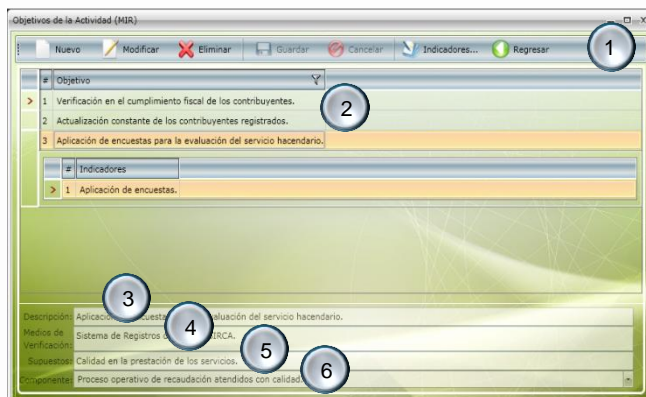 Objetivos de la Actividad (MIR)
Nuevo Modificar Eliminar Guardar Cancelar Indicadores... Regresar 1
# Objetivo
1 Verificación en el cumplimiento fiscal de los contribuyentes. 2
2 Actualización constante de los contribuyentes registrados.
3 Aplicación de encuestas para la evaluación del servicio hacendario.
# Indicadores
1 Aplicación de encuestas.
3
Descripción: del servicio hacendario.
4
Medios de Verificación: Sistema de Registros
5
Supuestos: Calidad en la prestación de los servicios.
6
Componente: Proceso operativo de recaudación atendidos con calidad.